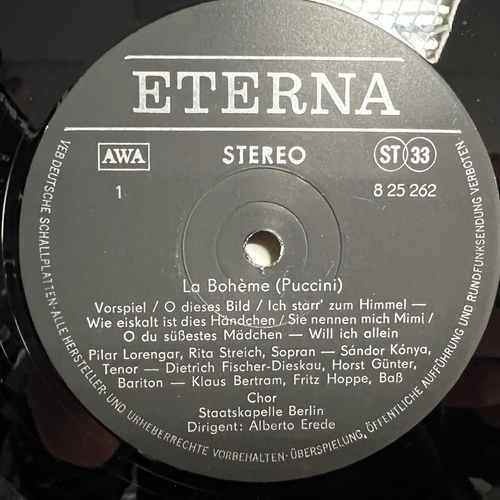 ETERNA
AWA
STEREO
ST 33
1
8 25 262
La Bohème (Puccini)
Vorspiel / O dieses Bild / Ich starr' zum Himmel —
Wie eiskalt ist dies Händchen / Sie nennen mich Mimi /
O du süßestes Mädchen — Will ich allein
Pilar Lorengar, Rita Streich, Sopran — Sándor Kónya,
Tenor — Dietrich Fischer-Dieskau, Horst Günter,
Bariton — Klaus Bertram, Fritz Hoppe, Baß
Chor
Staatskapelle Berlin
Dirigent: Alberto Erede
VEB DEUTSCHE SCHALLPLATTEN · ALLE HERSTELLER- UND URHEBERRECHTE VORBEHALTEN · ÜBERSPIELUNG, ÖFFENTLICHE AUFFÜHRUNG UND RUNDFUNKSENDUNG VERBOTEN ·